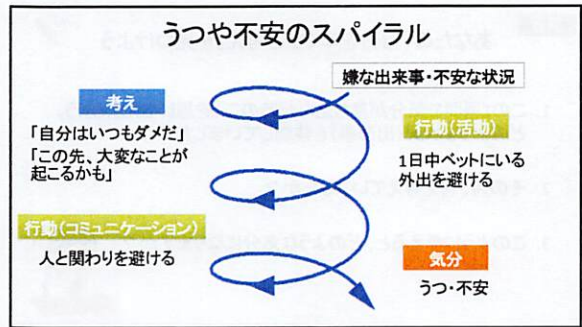 うつや不安のスパイラル
嫌な出来事・不安な状況
考え
「自分はいつもダメだ」
「この先、大変なことが
起こるかも」
行動（活動）
1日中ベットにいる
外出を避ける
行動（コミュニケーション）
人と関わりを避ける
気分
うつ・不安